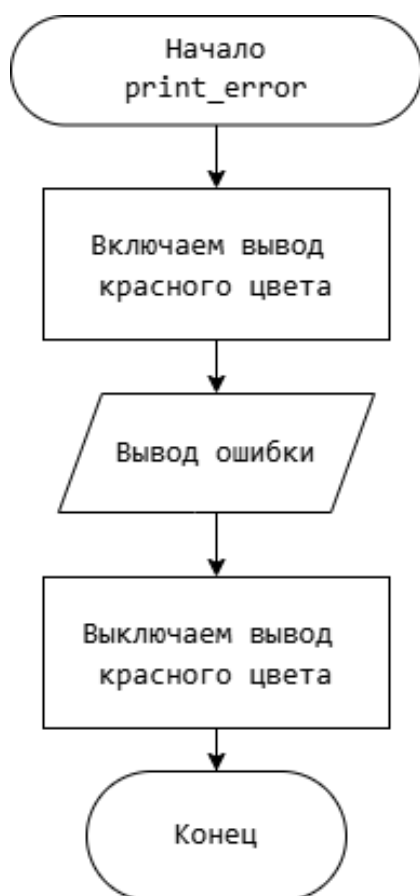 Начало
print_error
Включаем вывод
красного цвета
Вывод ошибки
Выключаем вывод
красного цвета
Конец